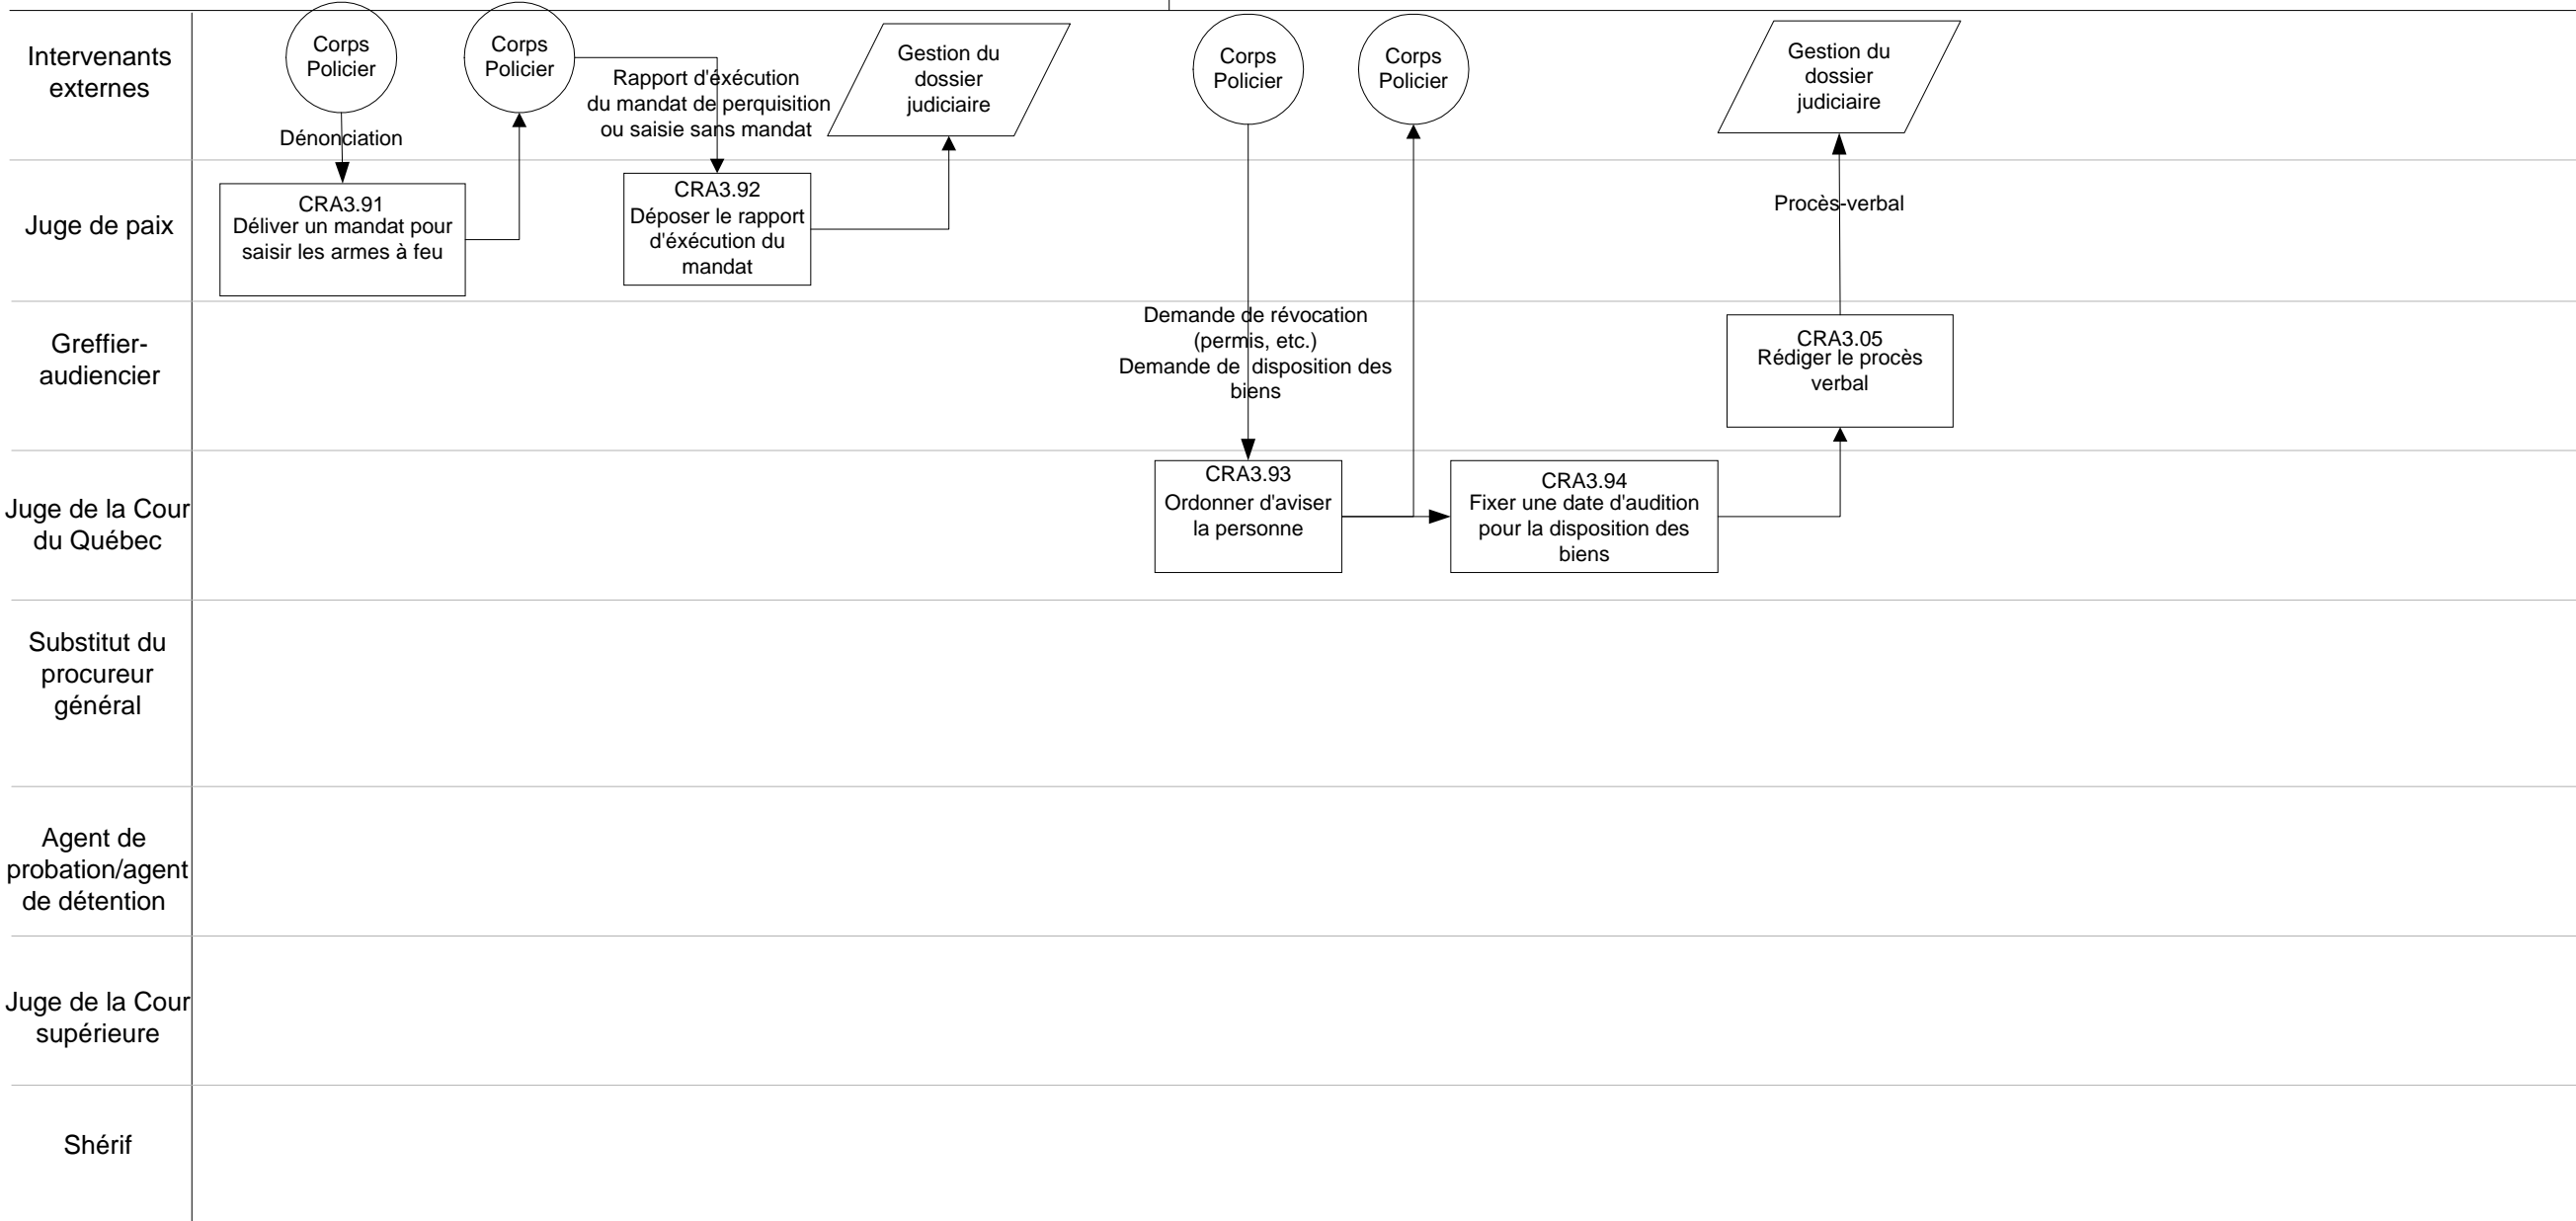 Intervenants
externes
Corps
Policier
Dénonciation
Corps
Policier
Rapport d'éxécution
du mandat de perquisition
ou saisie sans mandat
Gestion du
dossier
judiciaire
Corps
Policier
Corps
Policier
Gestion du
dossier
judiciaire
Juge de paix
CRA3.91
Déliver un mandat pour
saisir les armes à feu
CRA3.92
Déposer le rapport
d'éxécution du
mandat
Procès-verbal
Greffier-
audiencier
Demande de révocation
(permis, etc.)
Demande de disposition des
biens
CRA3.05
Rédiger le procès
verbal
Juge de la Cour
du Québec
CRA3.93
Ordonner d'aviser
la personne
CRA3.94
Fixer une date d'audition
pour la disposition des
biens
Substitut du
procureur
général
Agent de
probation/agent
de détention
Juge de la Cour
supérieure
Shérif